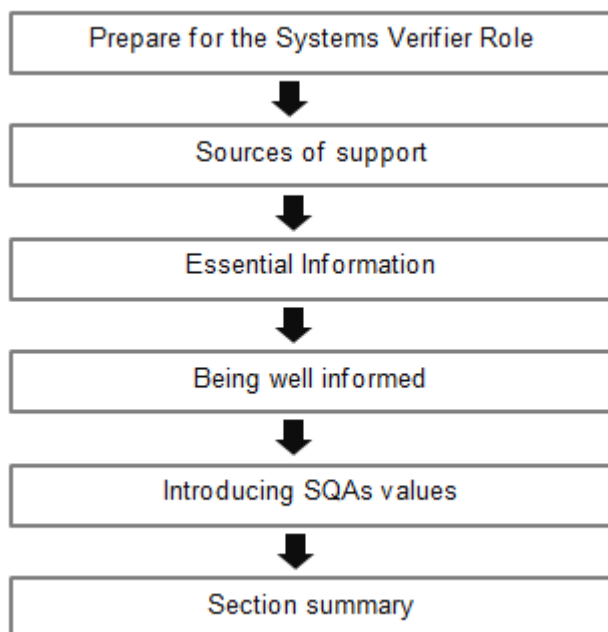 Prepare for the Systems Verifier Role
Sources of support
Essential Information
Being well informed
Introducing SQAs values
Section summary